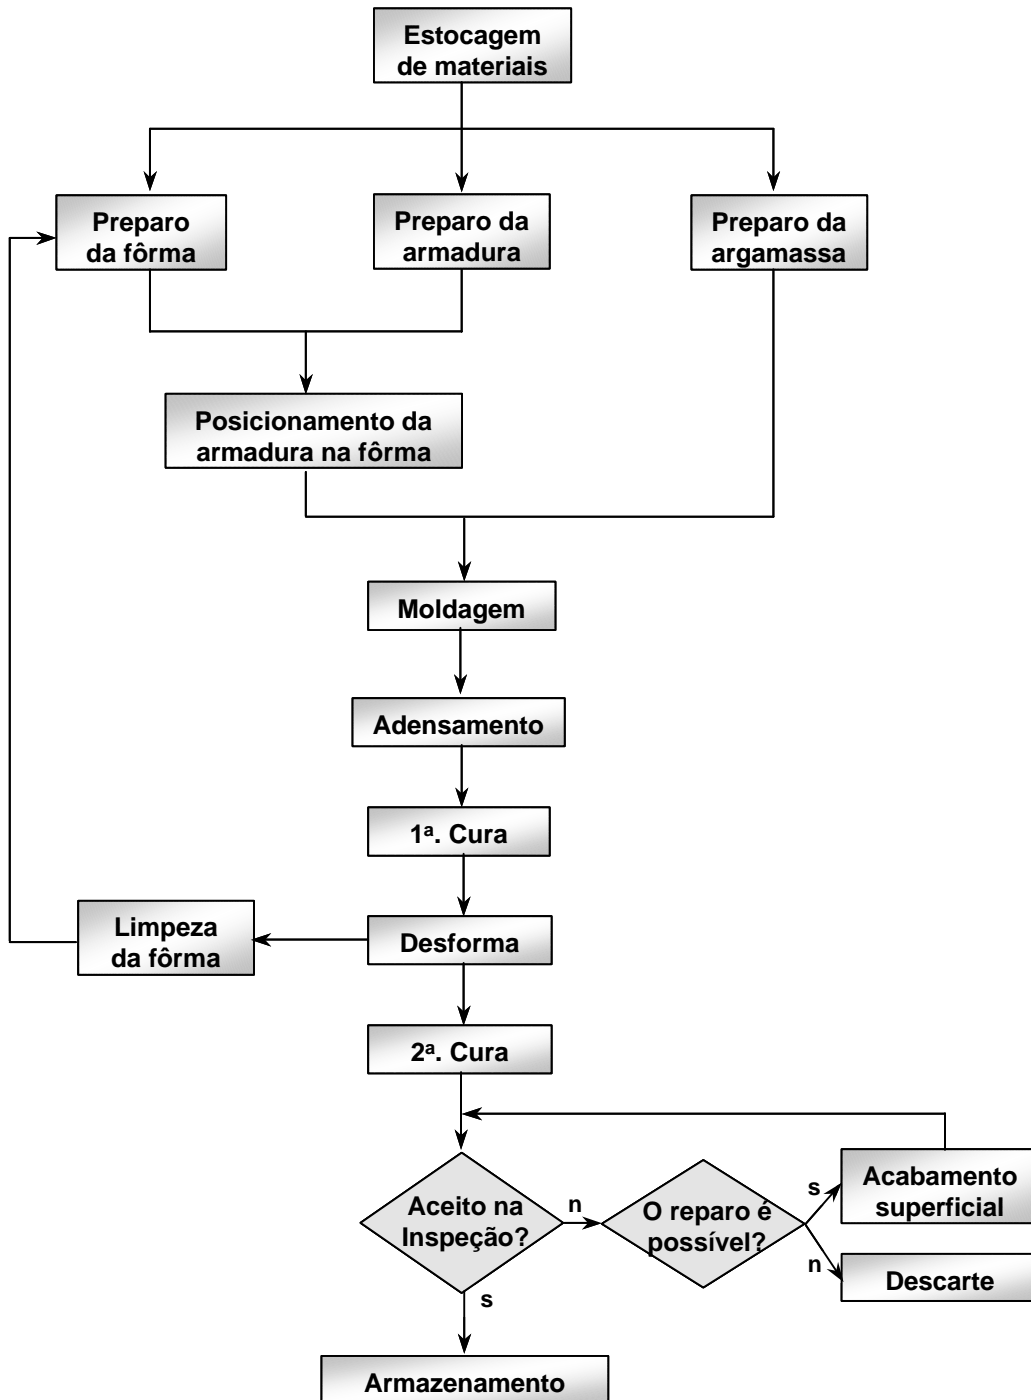 Estocagem
de materiais
Preparo
da fôrma
Preparo da
armadura
Preparo da
argamassa
Posicionamento da
armadura na fôrma
Moldagem
Adensamento
1ª. Cura
Limpeza
da fôrma
Desforma
2ª. Cura
Aceito na
Inspeção?
n
O reparo é
possível?
s
Acabamento
superficial
n
Descarte
s
Armazenamento